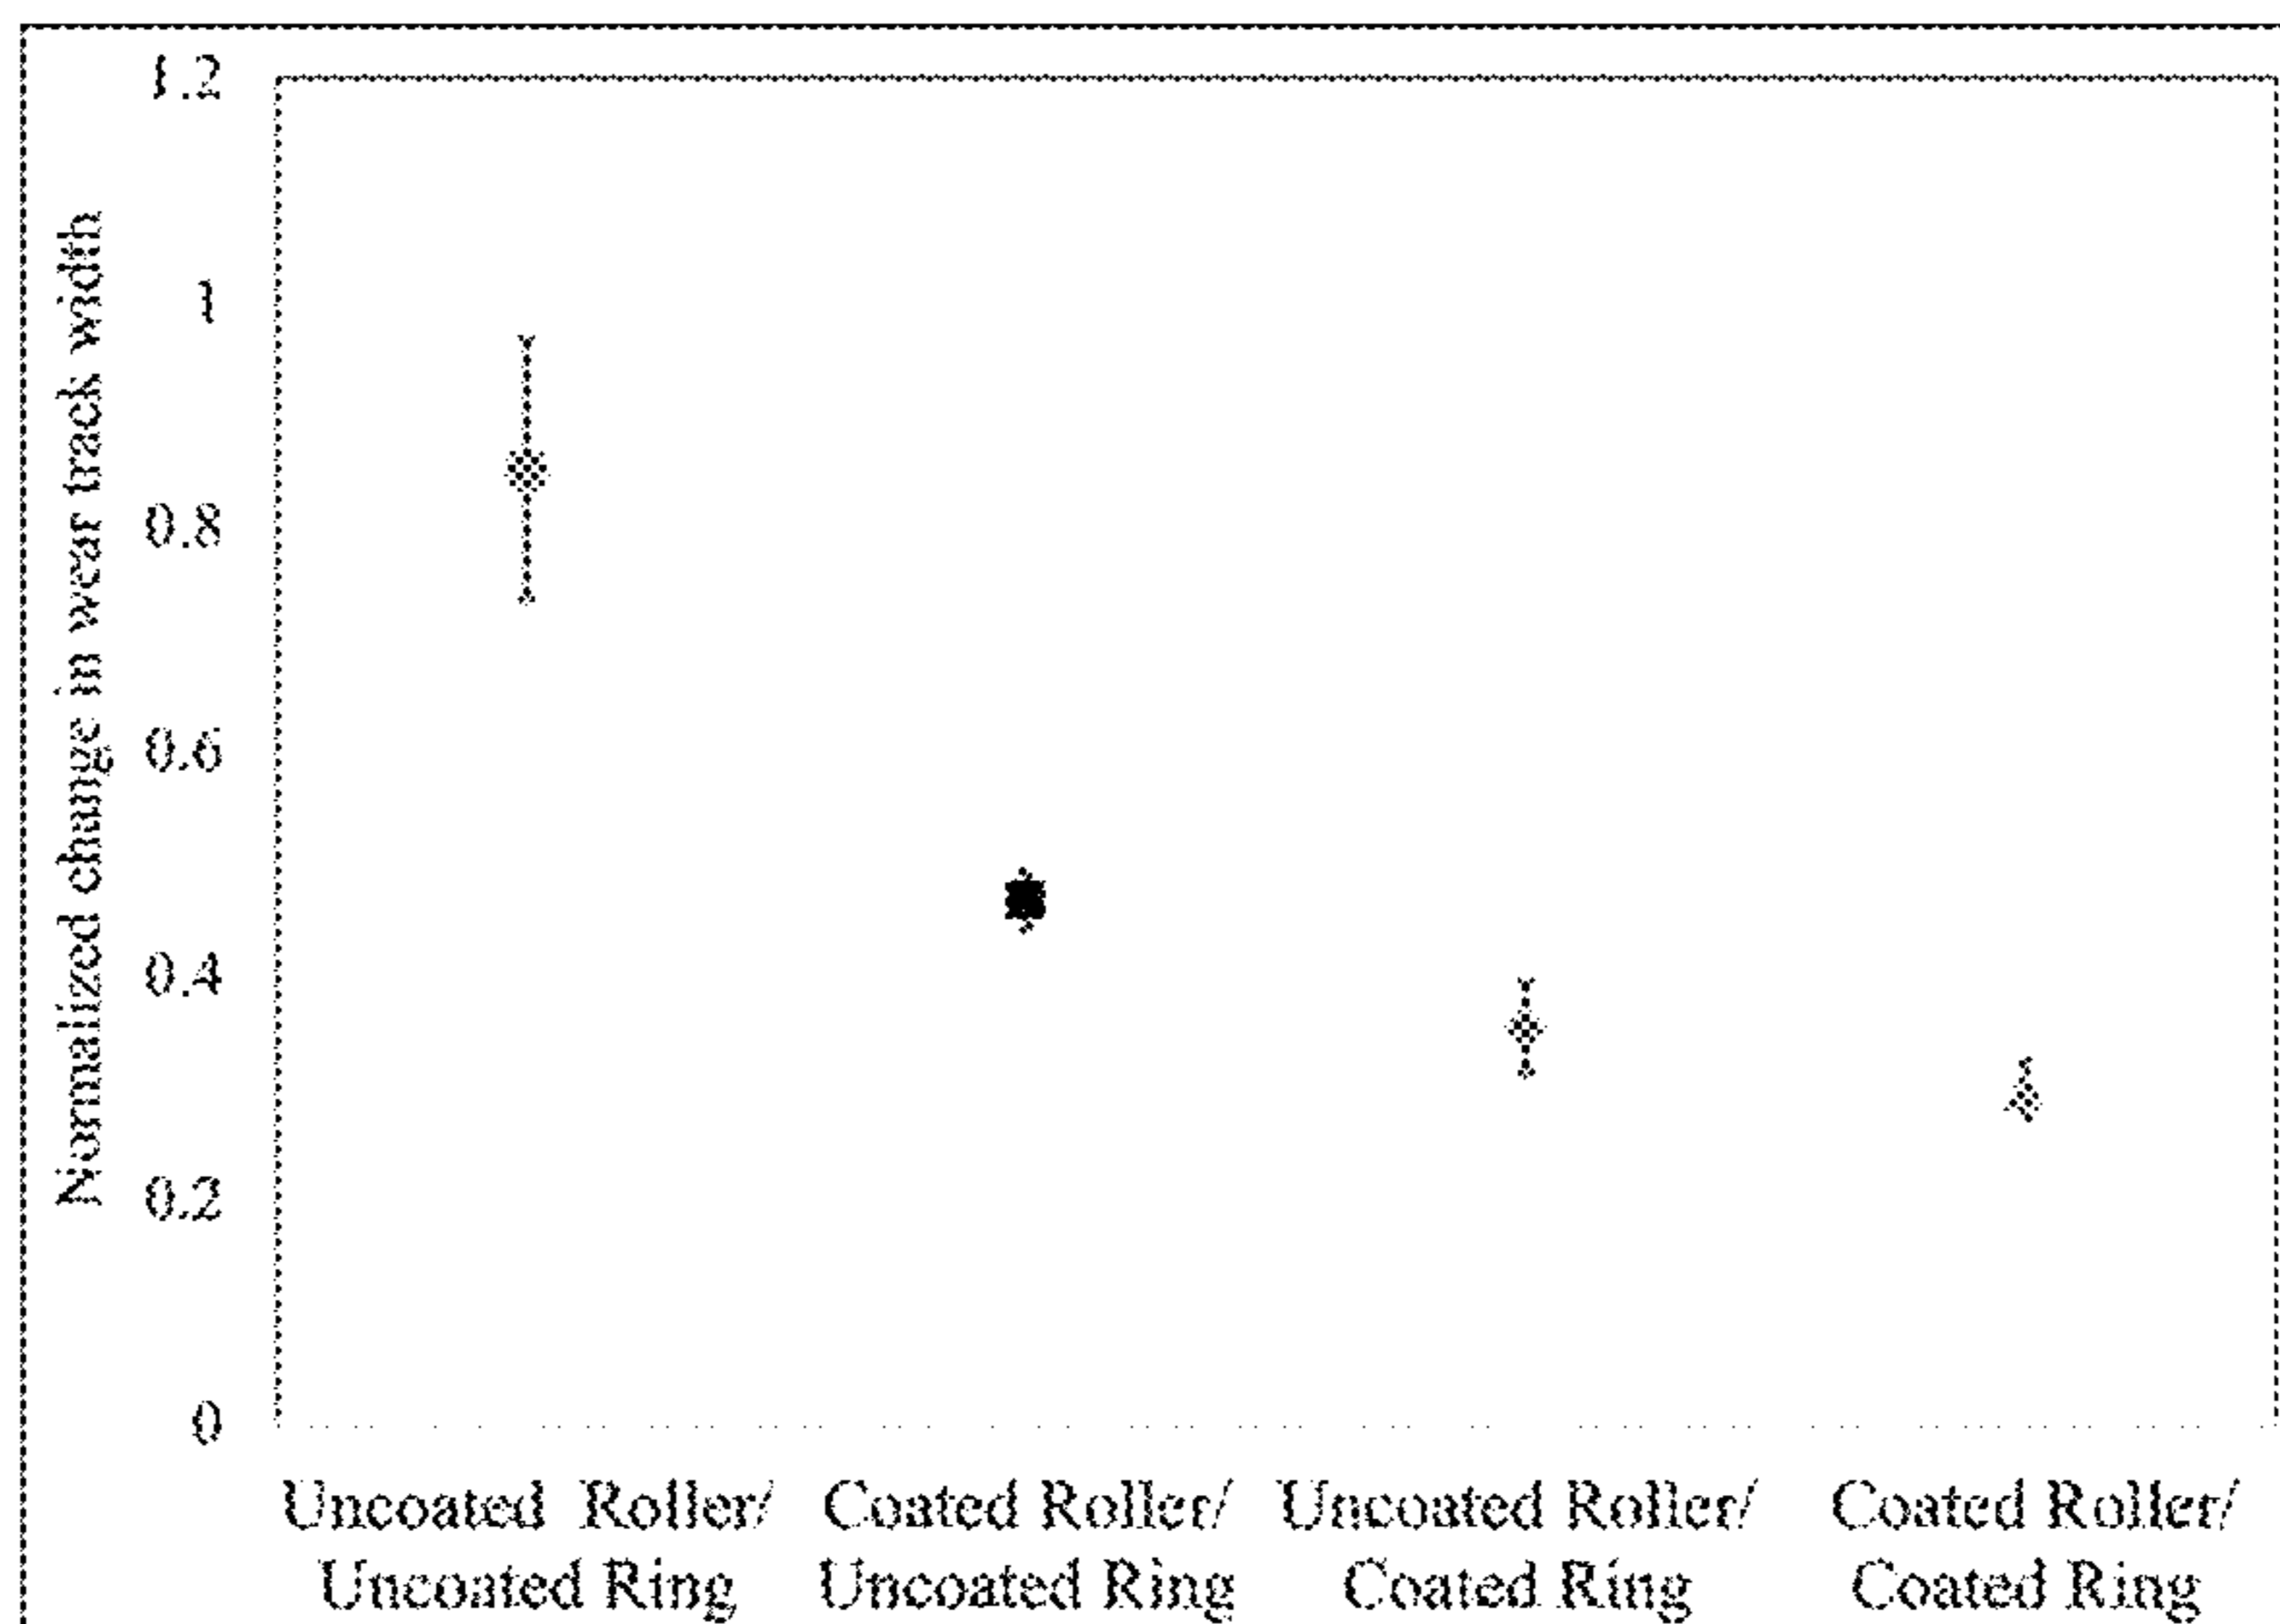 Normalized change in wear track width
1.2
1
0.8
0.6
0.4
0.2
0
Uncoated Roller/ Coated Roller/ Uncoated Roller/ Coated Roller/
Uncoated Ring Uncoated Ring Coated Ring Coated Ring